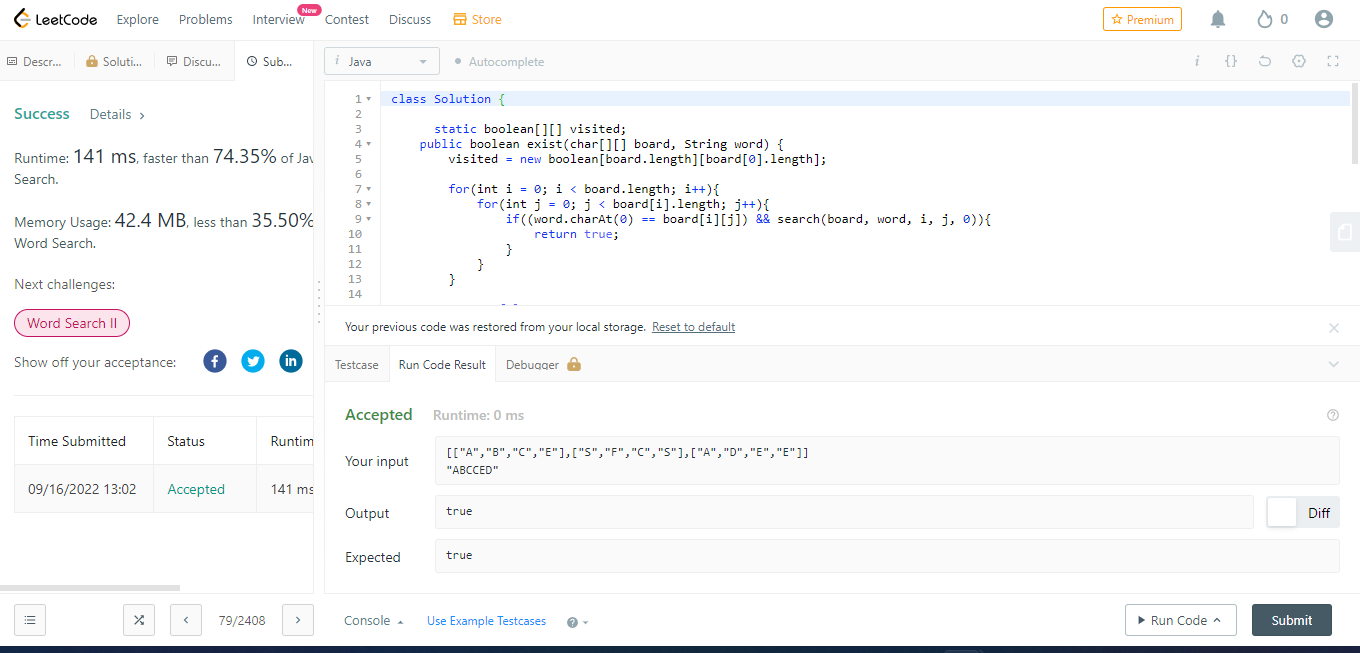 LeetCode Explore Problems Interview New Contest Discuss Store Premium 0
Descr... Soluti... Discu... Sub...
i Java Autocomplete i {}
Success Details >
Runtime: 141 ms, faster than 74.35% of Jav
Search.
Memory Usage: 42.4 MB, less than 35.50%
Word Search.
Next challenges:
Word Search II
Show off your acceptance:
Time Submitted Status Runtim
09/16/2022 13:02 Accepted 141 ms
79/2408
1 class Solution {
2
3 static boolean[][] visited;
4 public boolean exist(char[][] board, String word) {
5 visited = new boolean[board.length][board[0].length];
6
7 for(int i = 0; i < board.length; i++){
8 for(int j = 0; j < board[i].length; j++){
9 if((word.charAt(0) == board[i][j]) && search(board, word, i, j, 0)){
10 return true;
11 }
12 }
13 }
14
Your previous code was restored from your local storage. Reset to default
Testcase Run Code Result Debugger
Accepted Runtime: 0 ms
Your input
[["A","B","C","E"],["S","F","C","S"],["A","D","E","E"]]
"ABCCED"
Output true Diff
Expected true
Console Use Example Testcases Run Code Submit